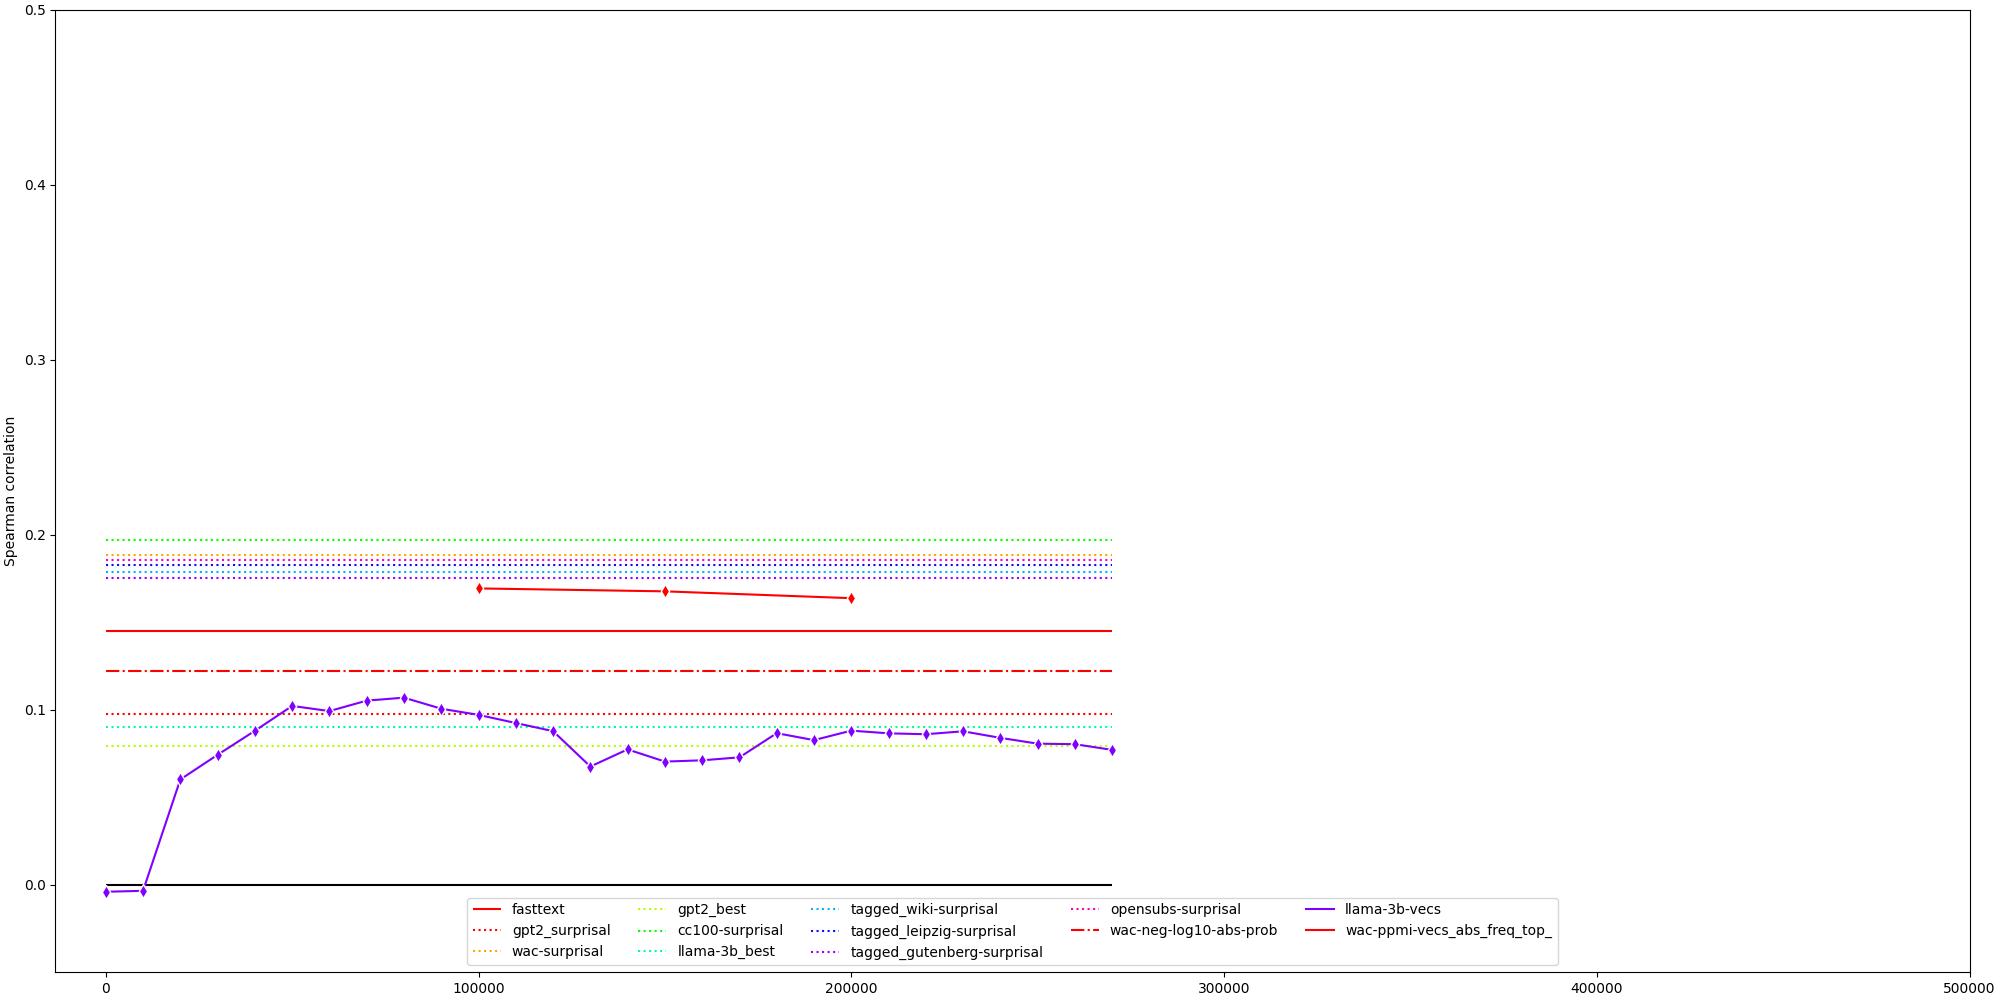 0.5
0.4
0.3
0.2
0.1
0.0
Spearman correlation
fasttext
gpt2_surprisal
wac-surprisal
gpt2_best
cc100-surprisal
llama-3b_best
tagged_wiki-surprisal
tagged_leipzig-surprisal
tagged_gutenberg-surprisal
opensubs-surprisal
wac-neg-log10-abs-prob
llama-3b-vecs
wac-ppmi-vecs_abs_freq_top_
0
100000
200000
300000
400000
500000